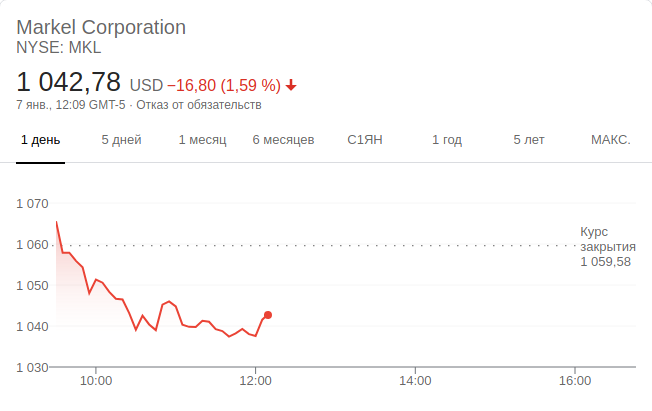 Markel Corporation
NYSE: MKL
1 042,78 USD −16,80 (1,59 %)
7 янв., 12:09 GMT-5 · Отказ от обязательств
1 день 5 дней 1 месяц 6 месяцев С1ЯН 1 год 5 лет МАКС.
1 070
1 060
1 050
1 040
1 030
Курс
закрытия
1 059,58
10:00 12:00 14:00 16:00